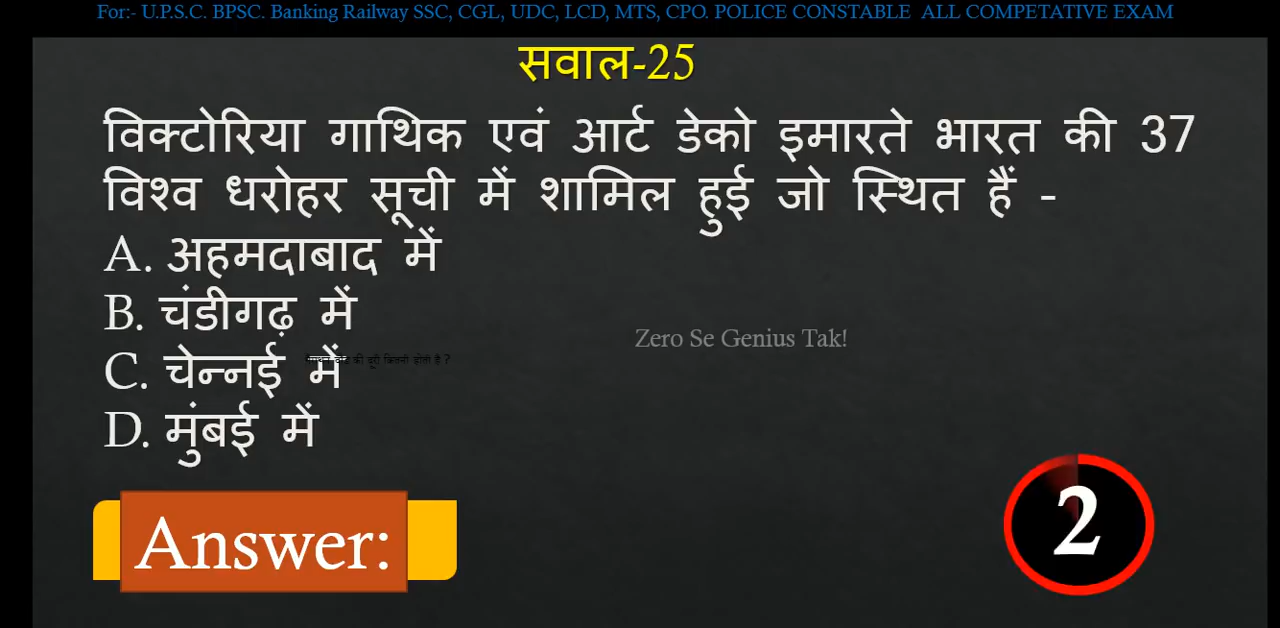 For:- U.P.S.C. BPSC. Banking Railway SSC, CGL, UDC, LCD, MTS, CPO. POLICE CONSTABLE ALL COMPETATIVE EXAM
सवाल-25
विक्टोरिया गाथिक एवं आर्ट डेको इमारते भारत की 37
विश्व धरोहर सूची में शामिल हुई जो स्थित हैं -
A. अहमदाबाद में
B. चंडीगढ़ में
Zero Se Genius Tak!
की दूरी कितनी होती है ?
C. चेन्नई में
D. मुंबई में
Answer:
2